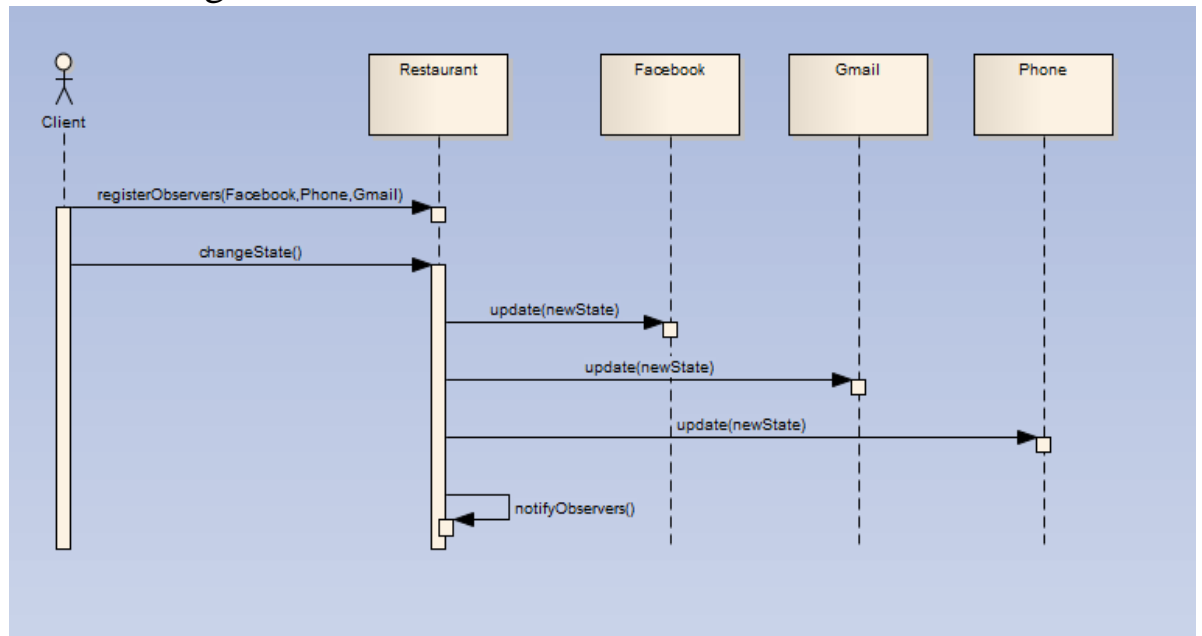 Client
Restaurant
Facebook
Gmail
Phone
registerObservers(Facebook,Phone,Gmail)
changeState()
update(newState)
update(newState)
update(newState)
notifyObservers()